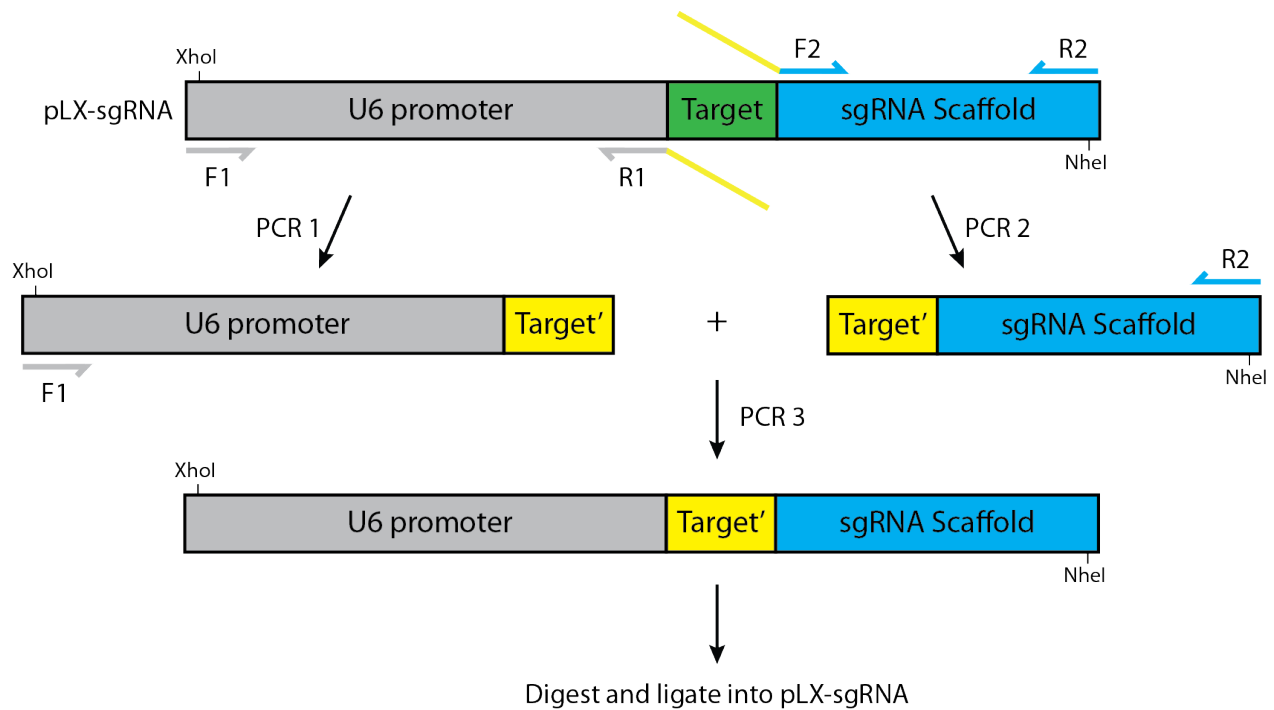 F2
R2
XhoI
pLX-sgRNA
U6 promoter
Target
sgRNA Scaffold
NheI
F1
R1
PCR 1
PCR 2
XhoI
R2
U6 promoter
Target’
+
Target’
sgRNA Scaffold
F1
NheI
PCR 3
XhoI
U6 promoter
Target’
sgRNA Scaffold
NheI
Digest and ligate into pLX-sgRNA